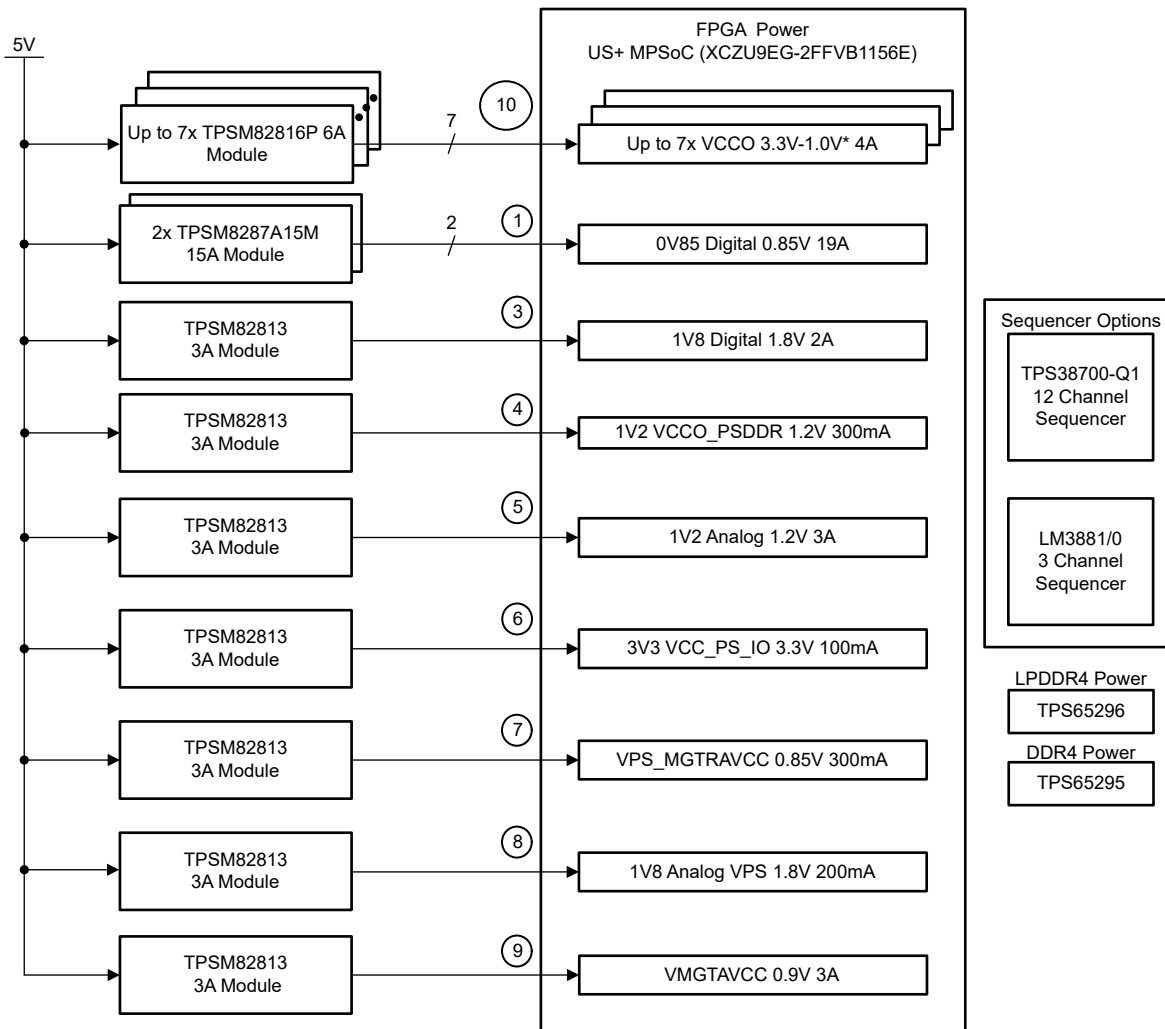 5V
FPGA Power
US+ MPSoC (XCZU9EG-2FFVB1156E)
Up to 7x TPSM82816P 6A
Module
7
10
Up to 7x VCCO 3.3V-1.0V* 4A
2x TPSM8287A15M
15A Module
2
1
0V85 Digital 0.85V 19A
TPSM82813
3A Module
3
1V8 Digital 1.8V 2A
TPSM82813
3A Module
4
1V2 VCCO_PSDDR 1.2V 300mA
TPSM82813
3A Module
5
1V2 Analog 1.2V 3A
TPSM82813
3A Module
6
3V3 VCC_PS_IO 3.3V 100mA
TPSM82813
3A Module
7
VPS_MGTRAVCC 0.85V 300mA
TPSM82813
3A Module
8
1V8 Analog VPS 1.8V 200mA
TPSM82813
3A Module
9
VMGTAVCC 0.9V 3A
Sequencer Options
TPS38700-Q1
12 Channel
Sequencer
LM3881/0
3 Channel
Sequencer
LPDDR4 Power
TPS65296
DDR4 Power
TPS65295